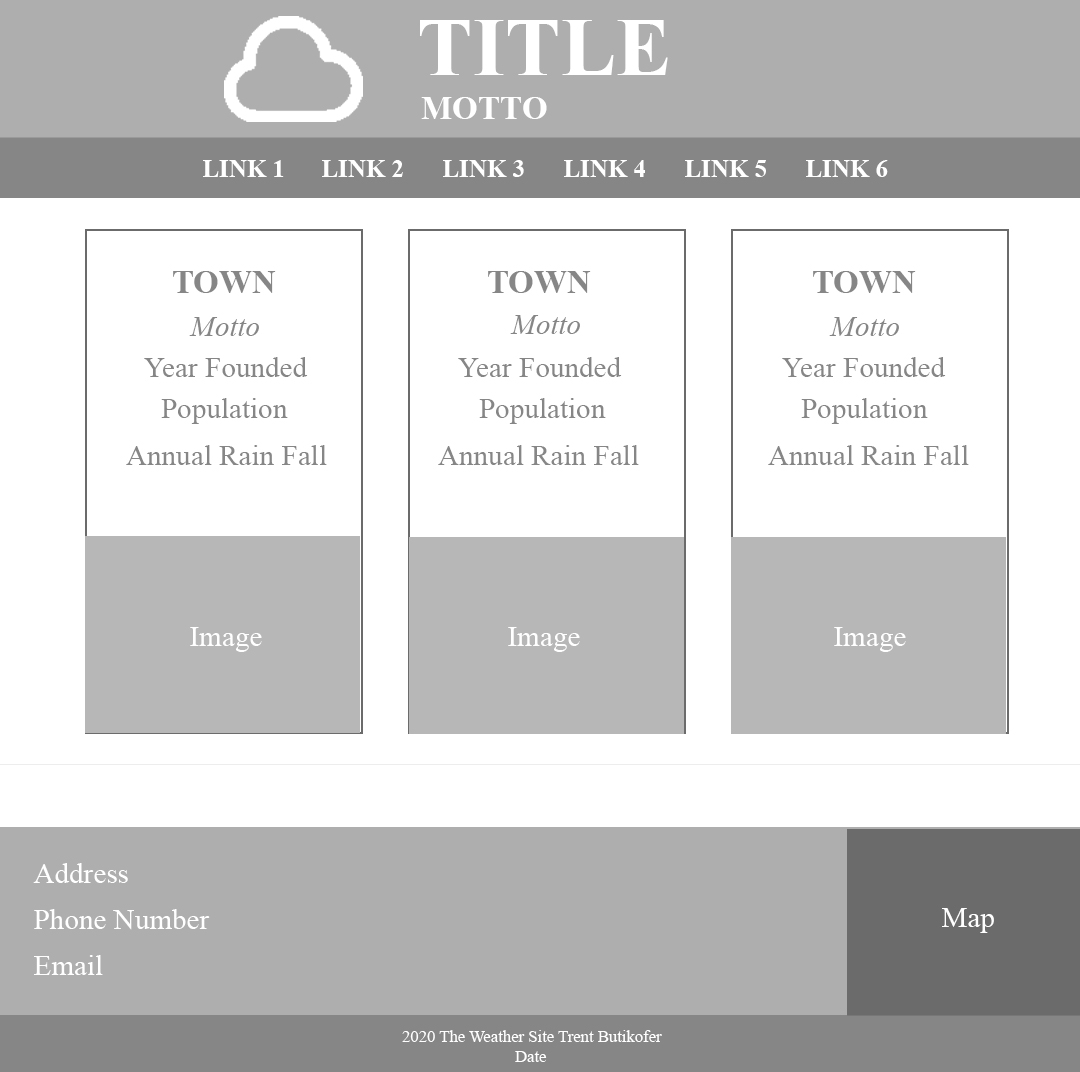 TITLE
MOTTO
LINK 1 LINK 2 LINK 3 LINK 4 LINK 5 LINK 6
TOWN
Motto
Year Founded
Population
Annual Rain Fall
Image
TOWN
Motto
Year Founded
Population
Annual Rain Fall
Image
TOWN
Motto
Year Founded
Population
Annual Rain Fall
Image
Address
Phone Number
Email
Map
2020 The Weather Site Trent Butikofer
Date